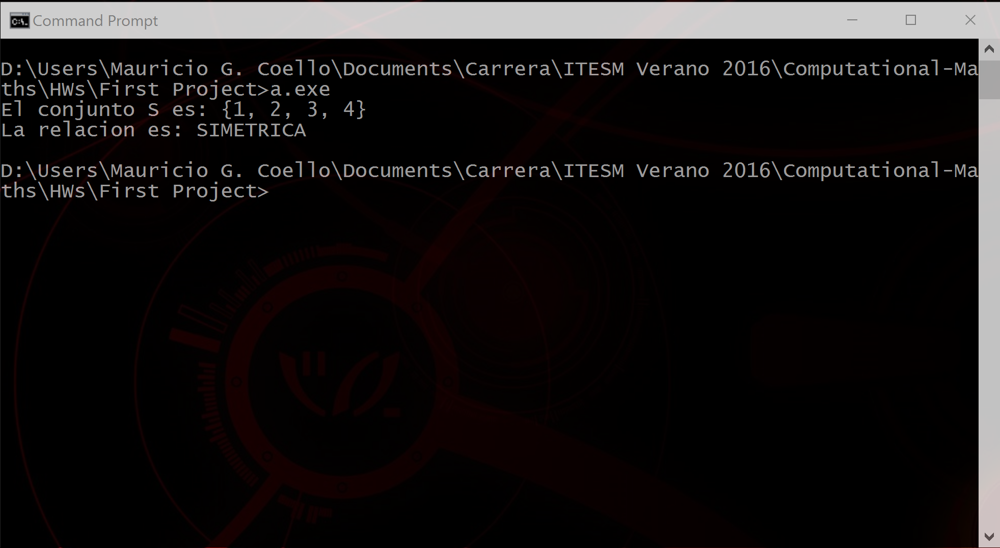 Command Prompt
D:\Users\Mauricio G. Coello\Documents\Carrera\ITESM Verano 2016\Computational-Ma
ths\HWs\First Project>a.exe
El conjunto S es: {1, 2, 3, 4}
La relacion es: SIMETRICA
D:\Users\Mauricio G. Coello\Documents\Carrera\ITESM Verano 2016\Computational-Ma
ths\HWs\First Project>